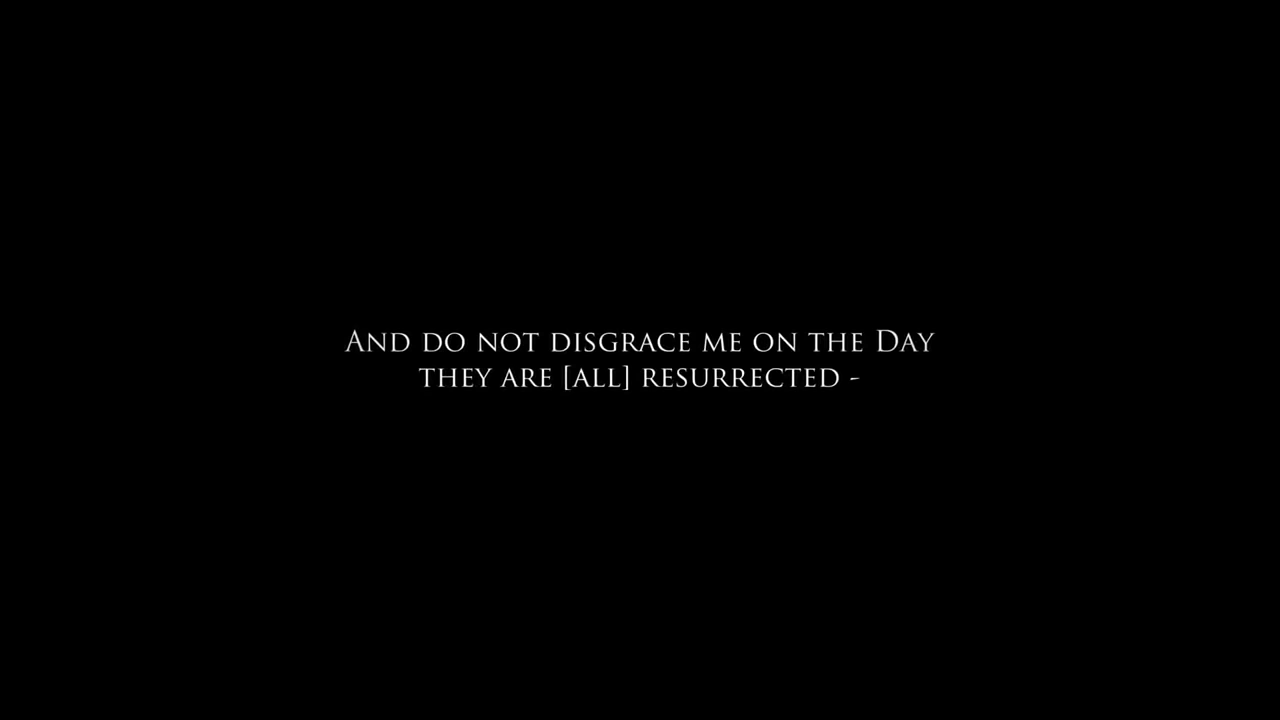 And do not disgrace me on the Day
they are [all] resurrected -